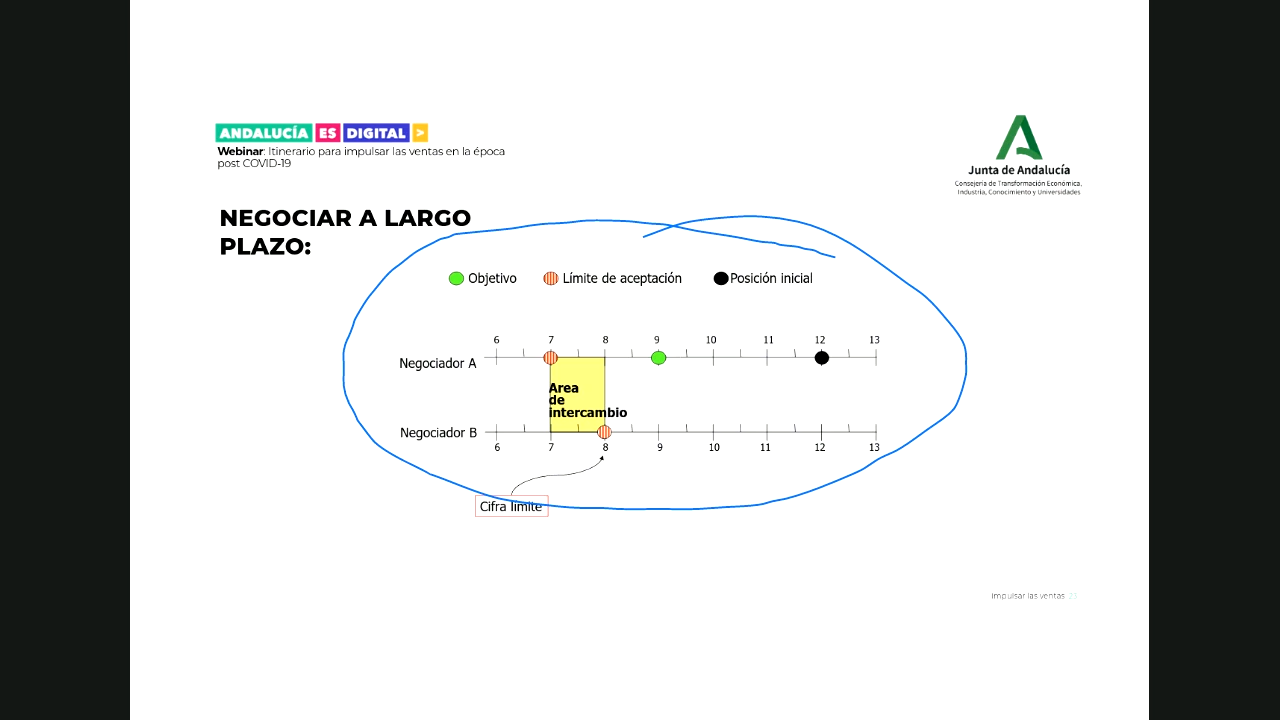 ANDALUCÍA ES DIGITAL >
Webinar: Itinerario para impulsar las ventas en la época
post COVID-19
Junta de Andalucía
Consejería de Transformación Económica,
Industria, Conocimiento y Universidades
NEGOCIAR A LARGO
PLAZO:
Objetivo Límite de aceptación Posición inicial
6 7 8 9 10 11 12 13
Negociador A
Area
de
intercambio
Negociador B
6 7 8 9 10 11 12 13
Cifra límite
Impulsar las ventas 23